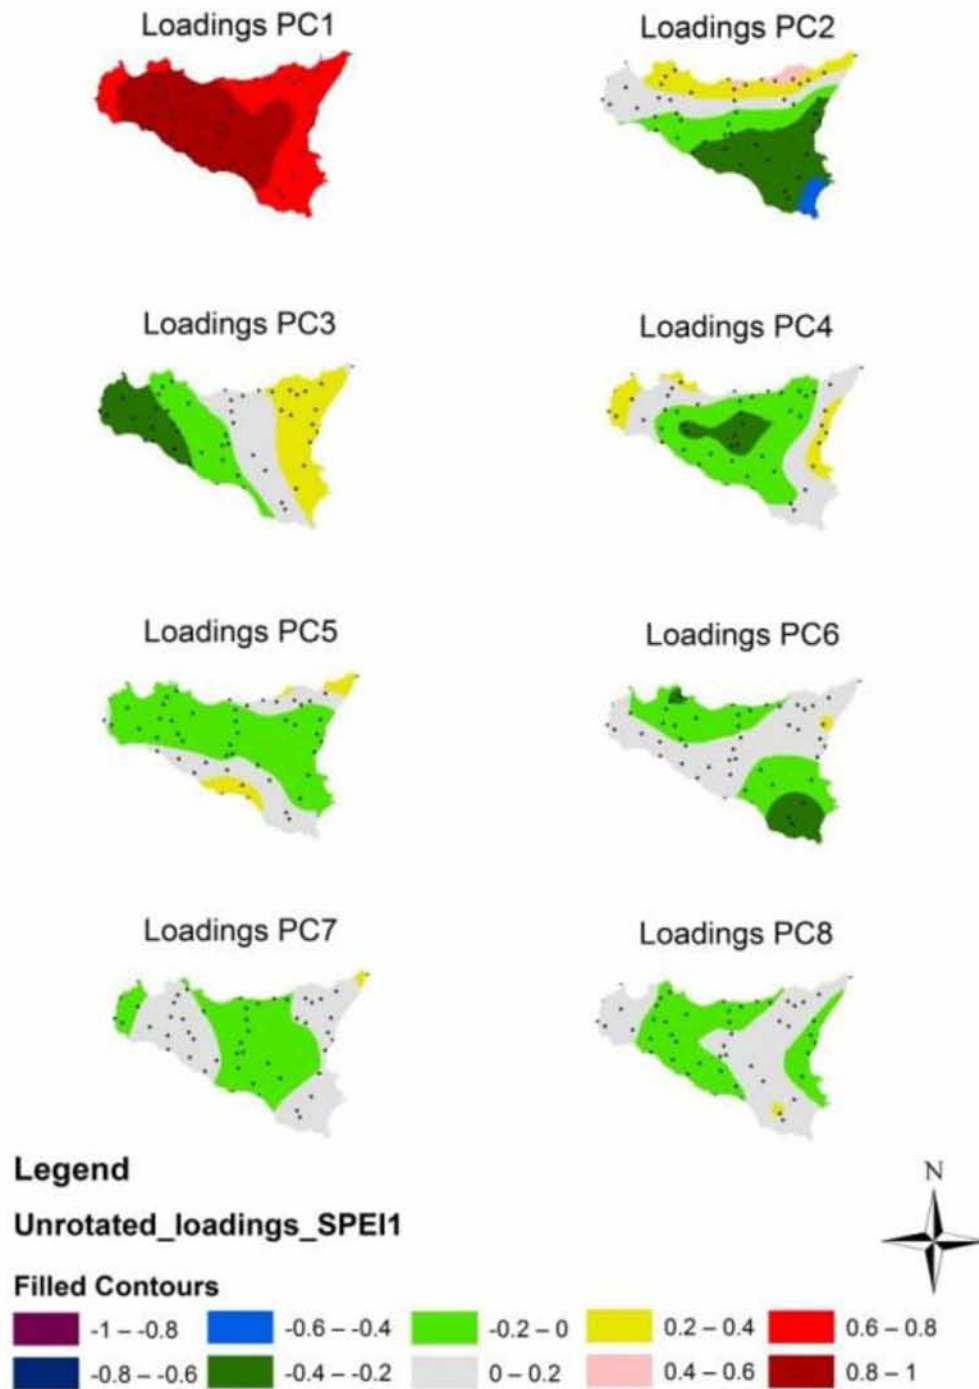 Loadings PC1
Loadings PC2
Loadings PC3
Loadings PC4
Loadings PC5
Loadings PC6
Loadings PC7
Loadings PC8
Legend
N
Unrotated_loadings_SPEI1
Filled Contours
-1 – -0.8
-0.6 – -0.4
-0.2 – 0
0.2 – 0.4
0.6 – 0.8
-0.8 – -0.6
-0.4 – -0.2
0 – 0.2
0.4 – 0.6
0.8 – 1